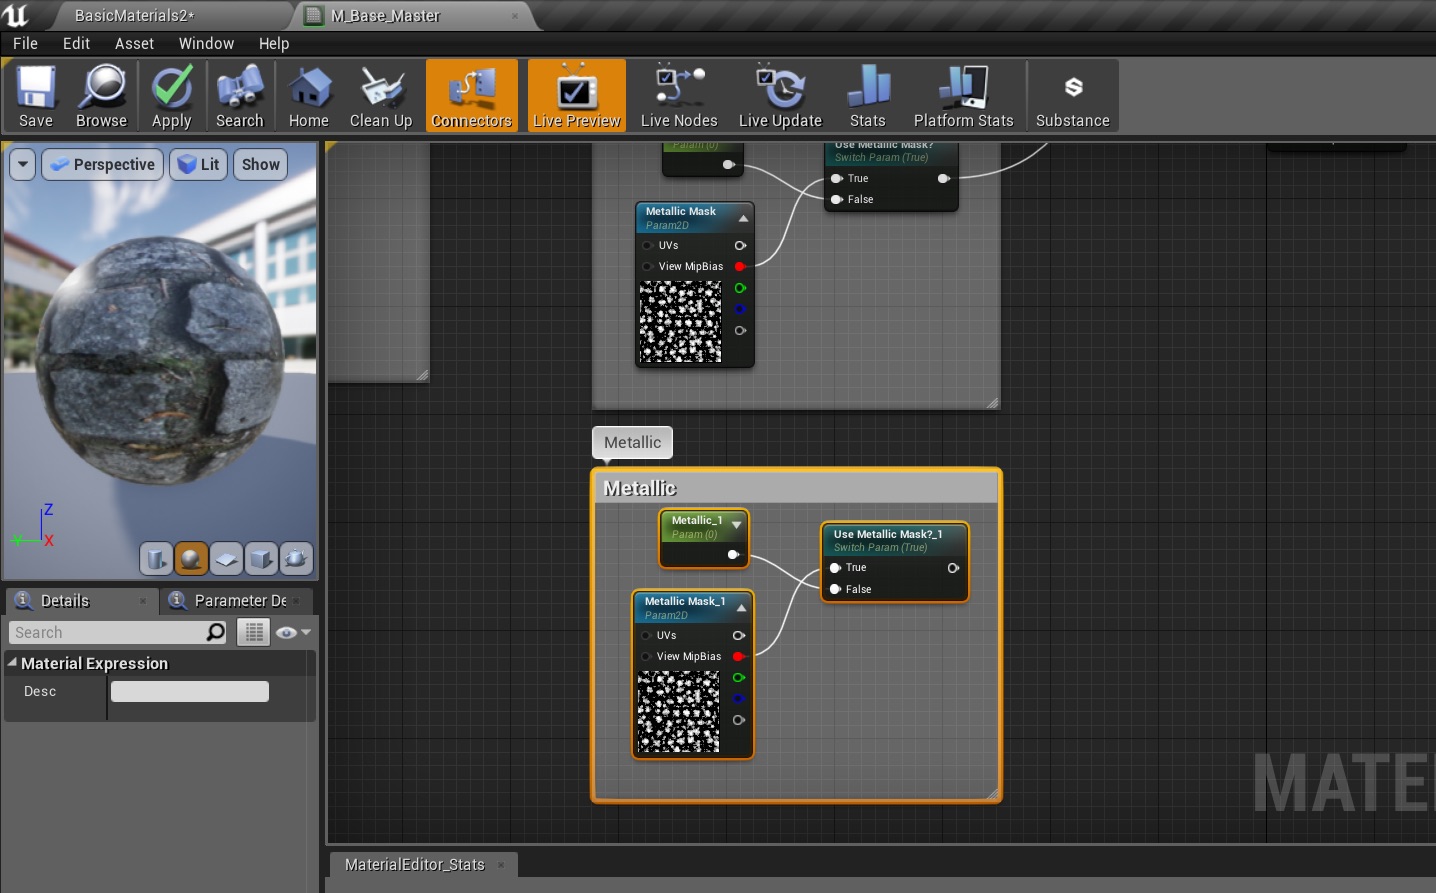 BasicMaterials2*
M_Base_Master
File Edit Asset Window Help
Save Browse Apply Search Home Clean Up Connectors Live Preview Live Nodes Live Update Stats Platform Stats Substance
Perspective Lit Show
Param (0)
Use Metallic Mask?
Switch Param (True)
True
False
Metallic Mask
Param2D
UVs
View MipBias
Metallic
Metallic
Metallic_1
Param (0)
Use Metallic Mask?_1
Switch Param (True)
True
False
Metallic Mask_1
Param2D
UVs
View MipBias
Z
Y
X
Details
Parameter De
Search
Material Expression
Desc
MATE
MaterialEditor_Stats